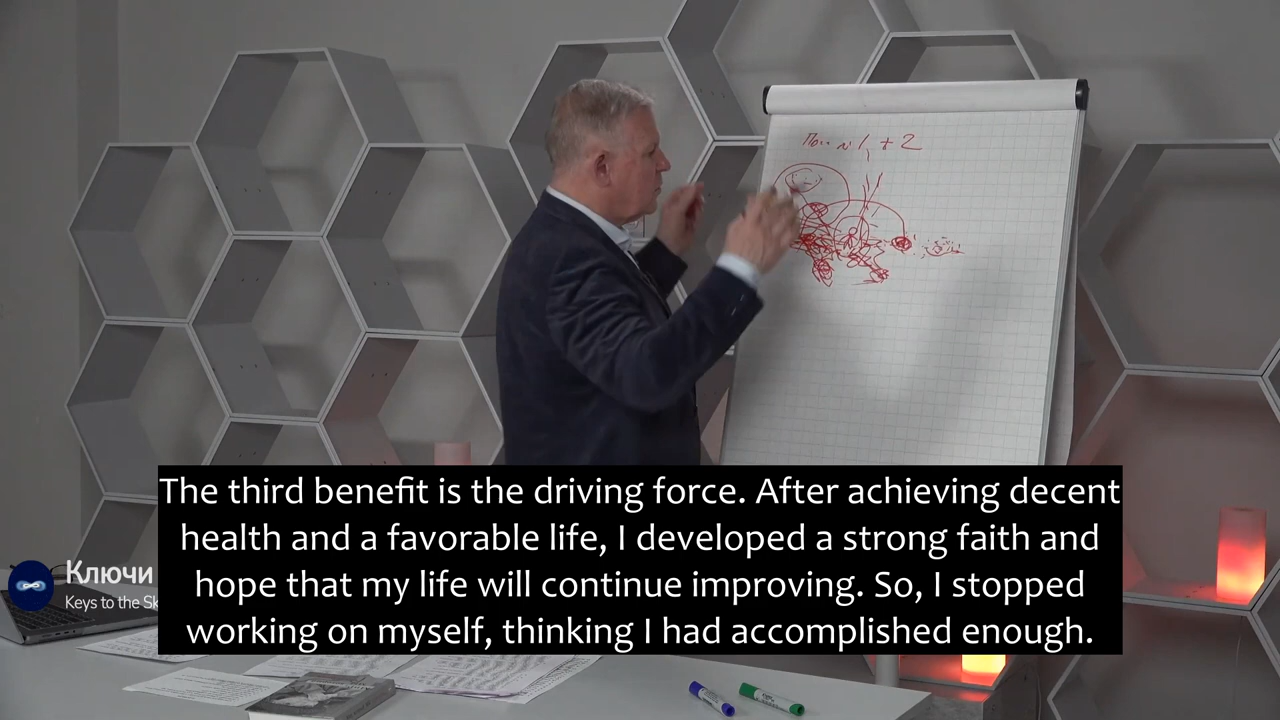 + 2
The third benefit is the driving force. After achieving decent
health and a favorable life, I developed a strong faith and
hope that my life will continue improving. So, I stopped
working on myself, thinking I had accomplished enough.
Ключи
Keys to the Sk